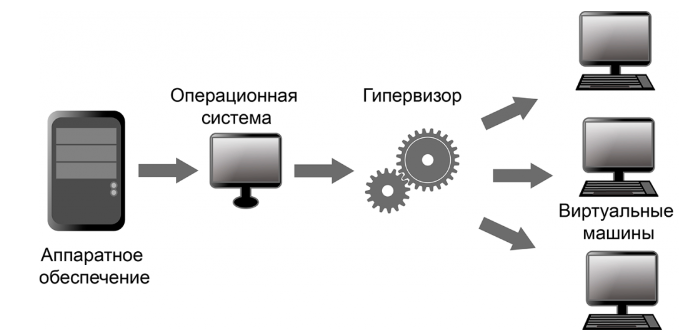 Операционная
система
Гипервизор
Виртуальные
машины
Аппаратное
обеспечение